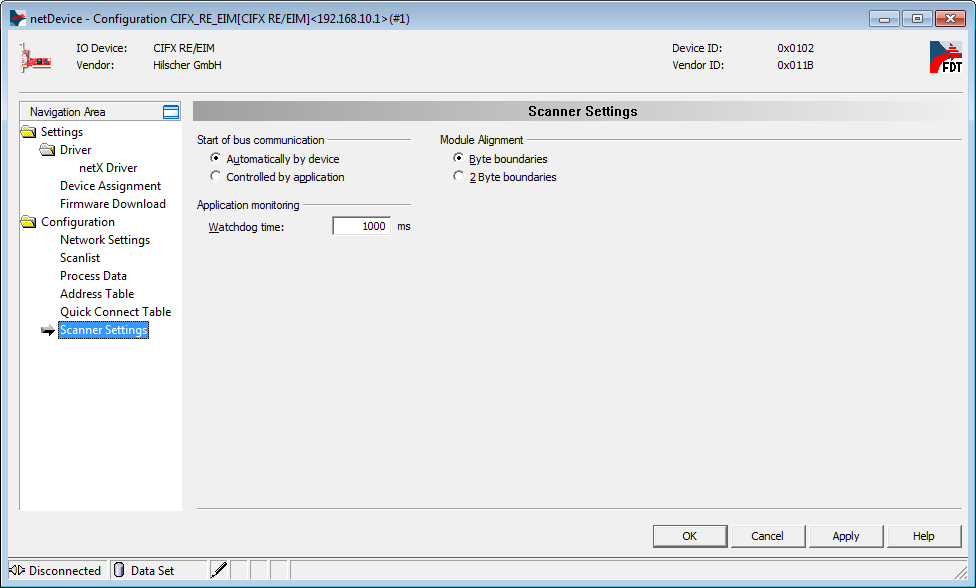 netDevice - Configuration CIFX_RE_EIM[CIFX RE/EIM]<192.168.10.1>(#1)
IO Device: CIFX RE/EIM Device ID: 0x0102
Vendor: Hilscher GmbH Vendor ID: 0x011B
FDT
Navigation Area
Settings
Driver
netX Driver
Device Assignment
Firmware Download
Configuration
Network Settings
Scanlist
Process Data
Address Table
Quick Connect Table
Scanner Settings
Scanner Settings
Start of bus communication
Automatically by device
Controlled by application
Module Alignment
Byte boundaries
2 Byte boundaries
Application monitoring
Watchdog time: 1000 ms
OK Cancel Apply Help
Disconnected Data Set